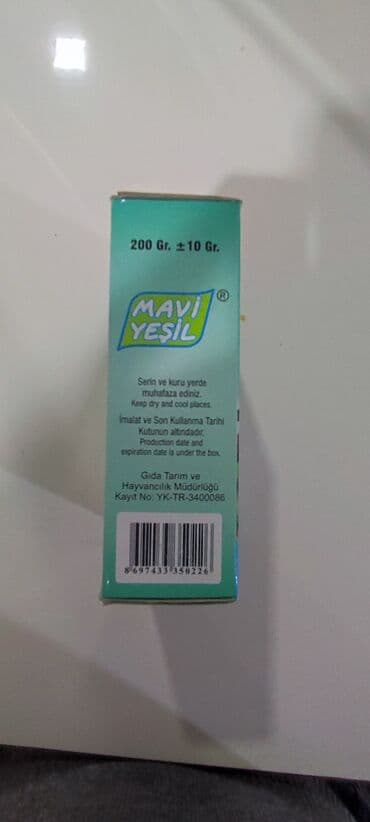 200 Gr. ±10 Gr.
MAVİ ®
YEŞİL
Serin ve kuru yerde
muhafaza ediniz.
Keep dry and cool places.
İmalat ve Son Kullanma Tarihi
Kutunun altındadır.
Production date and
expiration date is under the box.
Gıda Tarım ve
Hayvancılık Müdürlüğü
Kayıt No: YK-TR-3400086
8 697433 350226